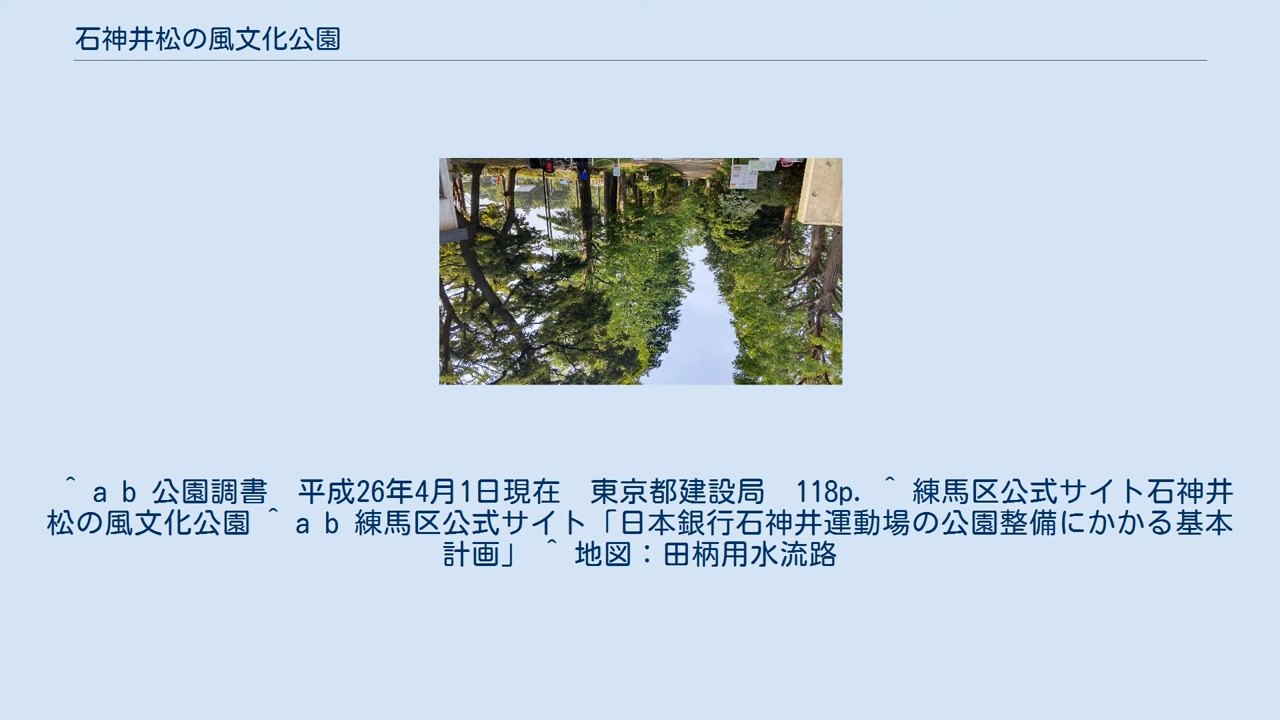 石神井松の風文化公園
^ a b 公園調書　平成26年4月1日現在　東京都建設局　118p. ^ 練馬区公式サイト石神井
松の風文化公園 ^ a b 練馬区公式サイト「日本銀行石神井運動場の公園整備にかかる基本
計画」 ^ 地図：田柄用水流路